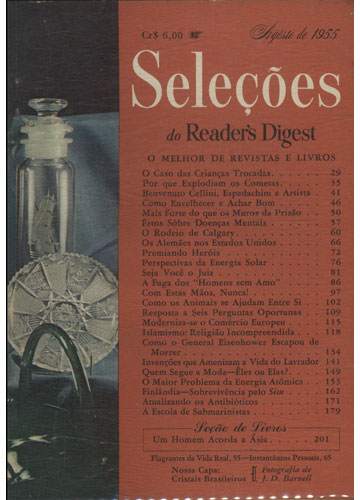 Cr$ 6,00 Agosto de 1955
Seleções
do Reader's Digest
O MELHOR DE REVISTAS E LIVROS
O Caso das Crianças Trocadas. . . . . . 29
Por que Explodiam os Cometas. . . . . . 35
Benvenuto Cellini, Espadachim e Artista 41
Como Envelhecer e Achar Bom . . . . . 46
Mais Forte do que os Muros da Prisão . . 50
Fatos Sôbre Doenças Mentais . . . . . . 57
O Rodeio de Calgary. . . . . . . . . . 60
Os Alemães nos Estados Unidos . . . . . 66
Premiando Heróis . . . . . . . . . . . 72
Perspectivas da Energia Solar . . . . . . 76
Seja Você o Juiz . . . . . . . . . . . 81
A Fuga dos "Homens sem Amo" . . . . . 86
Com Estas Mãos, Nunca! . . . . . . . . 97
Como os Animais se Ajudam Entre Si . . 102
Resposta a Seis Perguntas Oportunas . . 109
Moderniza-se o Comércio Europeu . . . . 115
Islamismo: Religião Incompreendida . . . 118
Como o General Eisenhower Escapou de
Morrer . . . . . . . . . . . . . . . 134
Invenções que Amenizam a Vida do Lavrador 141
Quem Segue a Moda—Êles ou Elas?. . . . 149
O Maior Problema da Energia Atômica . . 153
Finlândia—Sobrevivência pelo Sisu . . . . 162
Atualizando os Antibióticos . . . . . . . 171
A Escola de Submarinistas . . . . . . . 179
Seção de Livros
Um Homem Acorda a Ásia . . . . . 201
Flagrantes da Vida Real, 55—Instantâneos Pessoais, 65
Nossa Capa: Fotografia de
Cristais Brasileiros J. D. Barnell